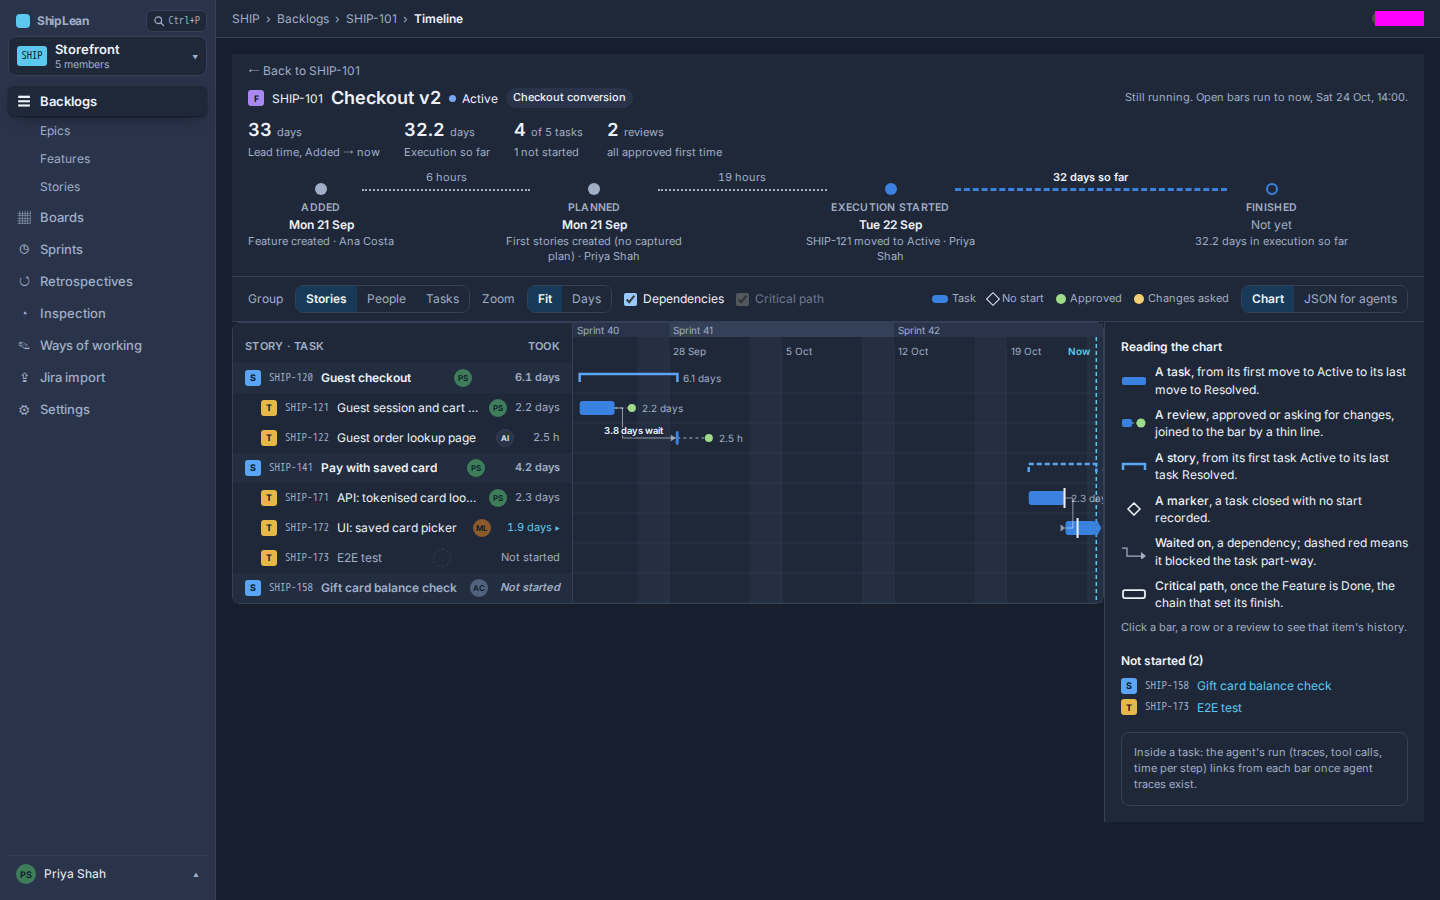 ShipLean
Ctrl+P
SHIP
Storefront
5 members
Backlogs
Epics
Features
Stories
Boards
Sprints
Retrospectives
Inspection
Ways of working
Jira import
Settings
PS Priya Shah
SHIP › Backlogs › SHIP-101 › Timeline
← Back to SHIP-101
F SHIP-101 Checkout v2 Active Checkout conversion
Still running. Open bars run to now, Sat 24 Oct, 14:00.
33 days
Lead time, Added → now
32.2 days
Execution so far
4 of 5 tasks
1 not started
2 reviews
all approved first time
6 hours
19 hours
32 days so far
ADDED
Mon 21 Sep
Feature created · Ana Costa
PLANNED
Mon 21 Sep
First stories created (no captured
plan) · Priya Shah
EXECUTION STARTED
Tue 22 Sep
SHIP-121 moved to Active · Priya
Shah
FINISHED
Not yet
32.2 days in execution so far
Group Stories People Tasks Zoom Fit Days Dependencies Critical path
Task No start Approved Changes asked Chart JSON for agents
STORY · TASK TOOK
Sprint 40 Sprint 41 Sprint 42
28 Sep 5 Oct 12 Oct 19 Oct Now
S SHIP-120 Guest checkout PS 6.1 days
6.1 days
T SHIP-121 Guest session and cart ... PS 2.2 days
2.2 days
T SHIP-122 Guest order lookup page AI 2.5 h
3.8 days wait
2.5 h
S SHIP-141 Pay with saved card PS 4.2 days
T SHIP-171 API: tokenised card loo... PS 2.3 days
2.3 day
T SHIP-172 UI: saved card picker ML 1.9 days ▸
T SHIP-173 E2E test Not started
S SHIP-158 Gift card balance check AC Not started
Reading the chart
A task, from its first move to Active to its last
move to Resolved.
A review, approved or asking for changes,
joined to the bar by a thin line.
A story, from its first task Active to its last
task Resolved.
A marker, a task closed with no start
recorded.
Waited on, a dependency; dashed red means
it blocked the task part-way.
Critical path, once the Feature is Done, the
chain that set its finish.
Click a bar, a row or a review to see that item's history.
Not started (2)
S SHIP-158 Gift card balance check
T SHIP-173 E2E test
Inside a task: the agent's run (traces, tool calls,
time per step) links from each bar once agent
traces exist.